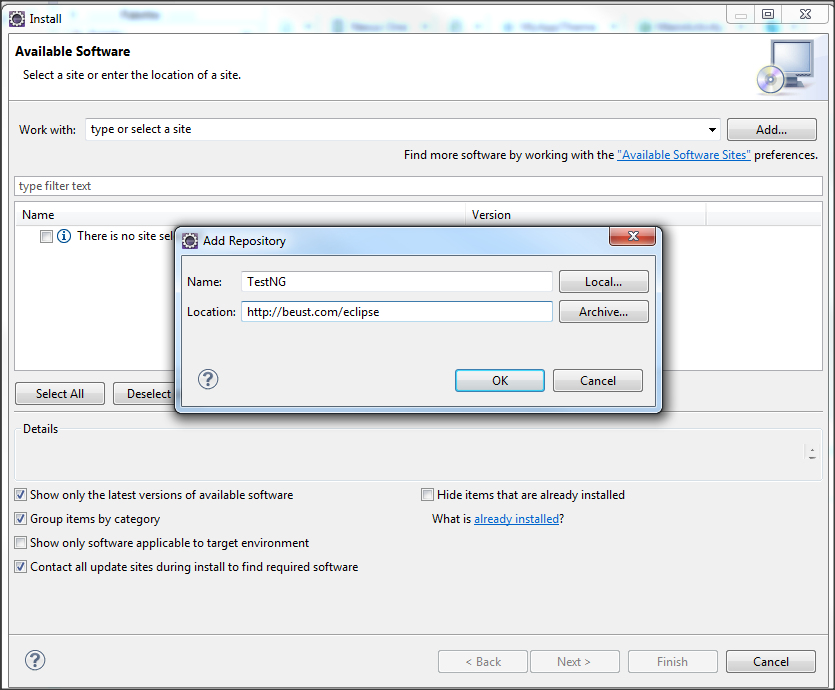 Install
Available Software
Select a site or enter the location of a site.
Work with: type or select a site Add...
Find more software by working with the "Available Software Sites" preferences.
type filter text
Name Version
There is no site sel
Add Repository
Name: TestNG Local...
Location: http://beust.com/eclipse Archive...
OK Cancel
Select All Deselect
Details
Show only the latest versions of available software Hide items that are already installed
Group items by category What is already installed?
Show only software applicable to target environment
Contact all update sites during install to find required software
< Back Next > Finish Cancel